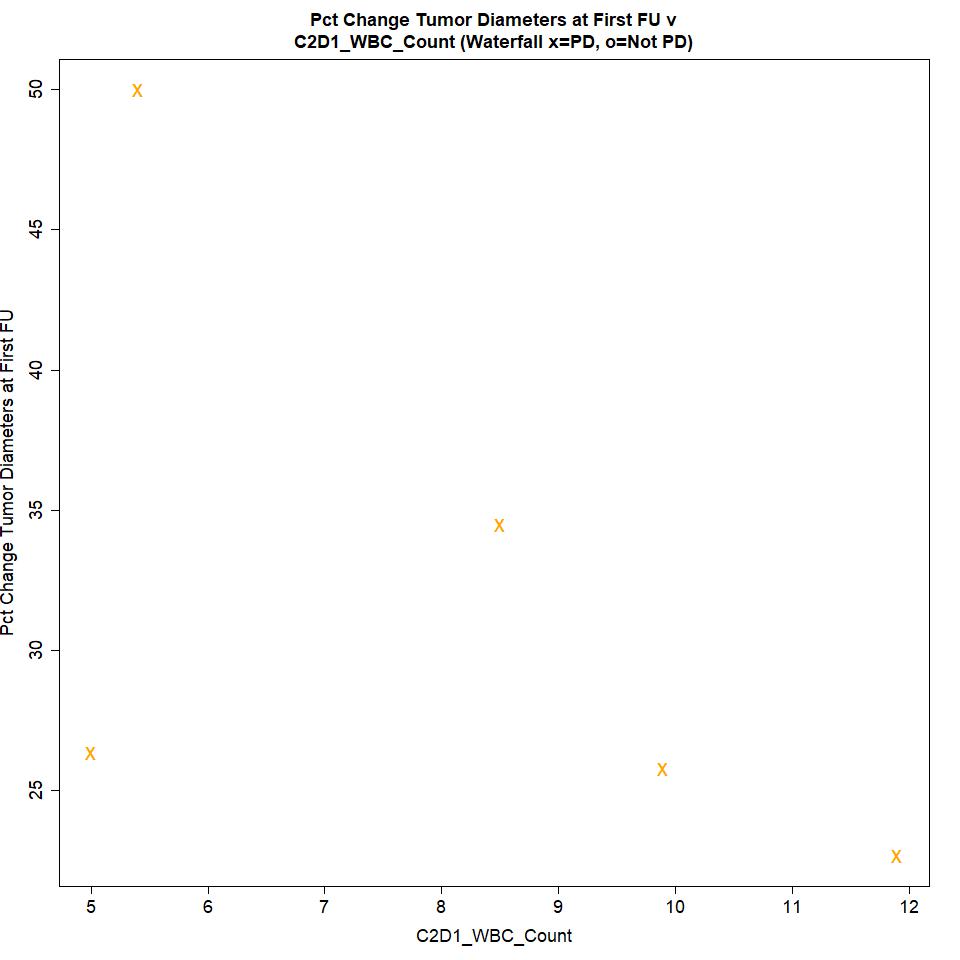 Pct Change Tumor Diameters at First FU v
C2D1_WBC_Count (Waterfall x=PD, o=Not PD)
Pct Change Tumor Diameters at First FU
50
45
40
35
30
25
X
X
X
X
X
5 6 7 8 9 10 11 12
C2D1_WBC_Count